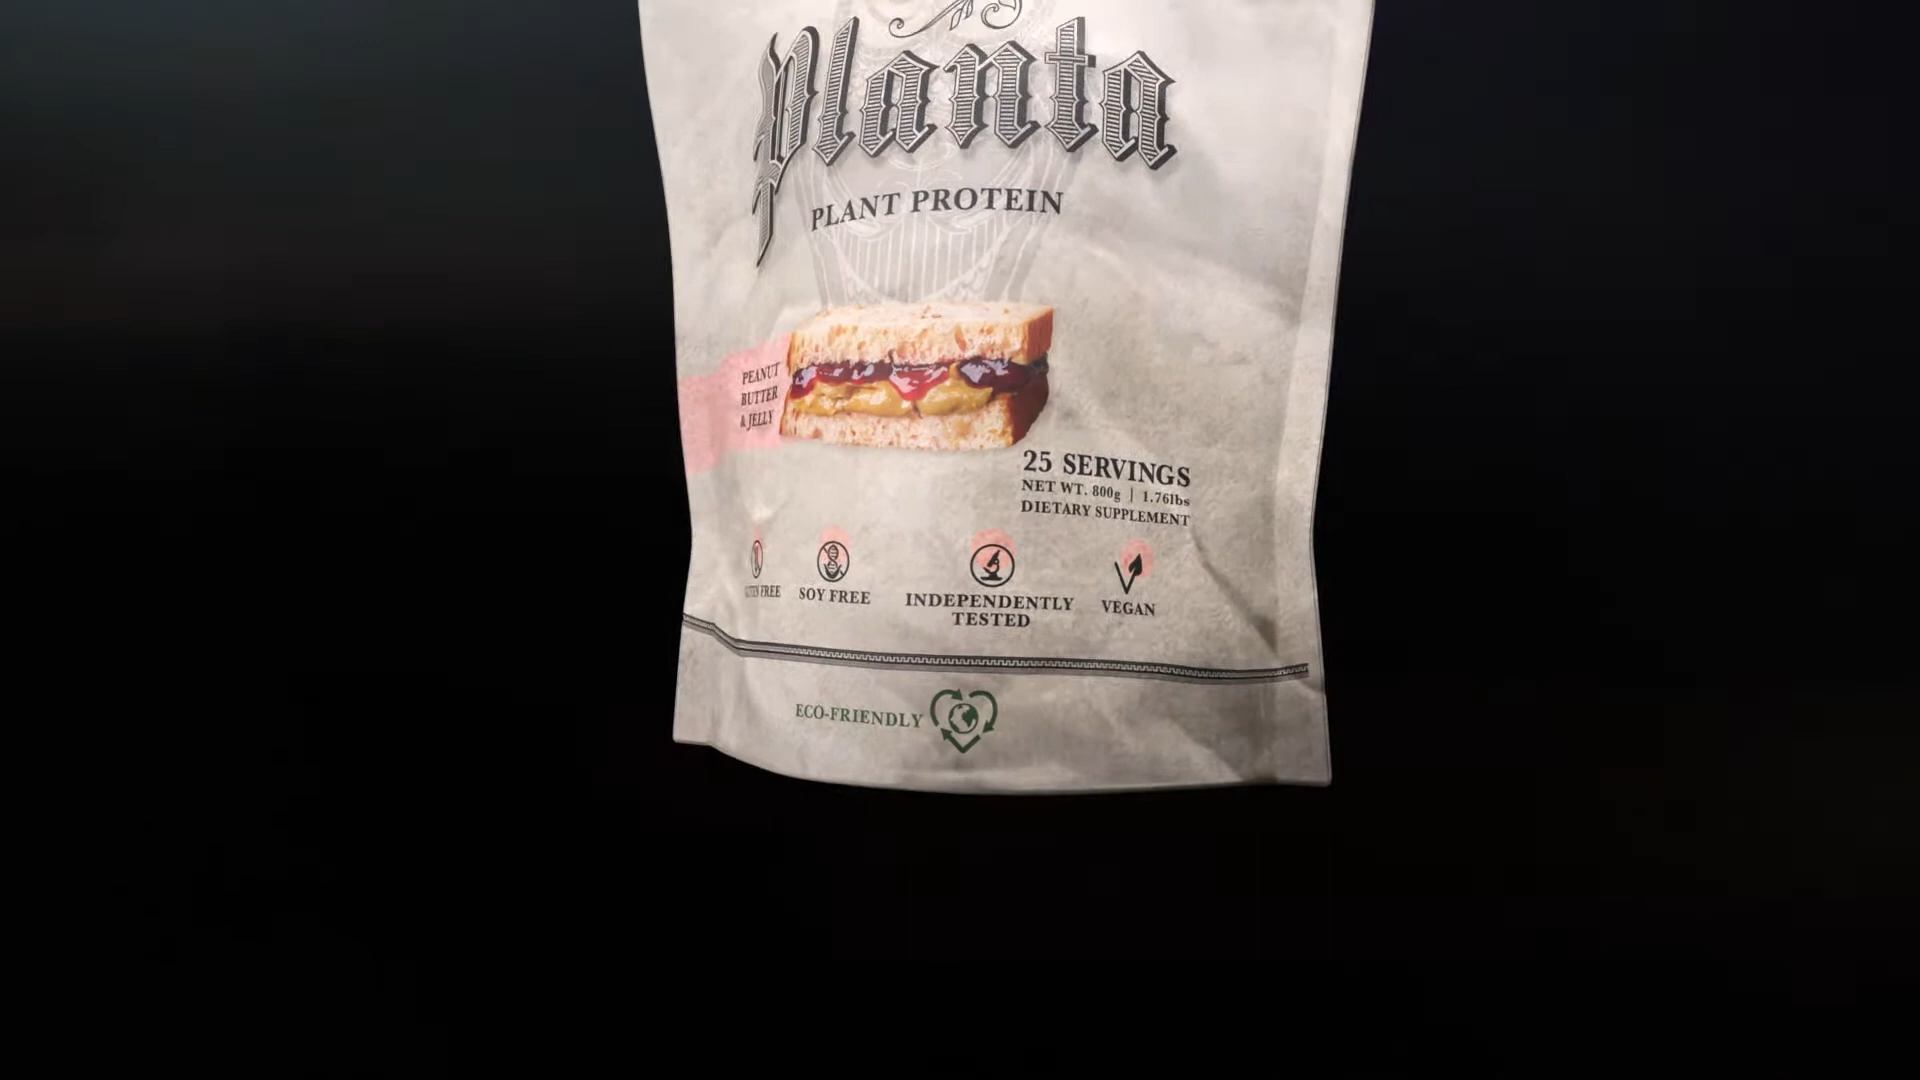 Planta
PLANT PROTEIN
PEANUT
BUTTER
& JELLY
25 SERVINGS
NET WT. 800g | 1.76lbs
DIETARY SUPPLEMENT
FREE
SOY FREE
INDEPENDENTLY
TESTED
VEGAN
ECO-FRIENDLY